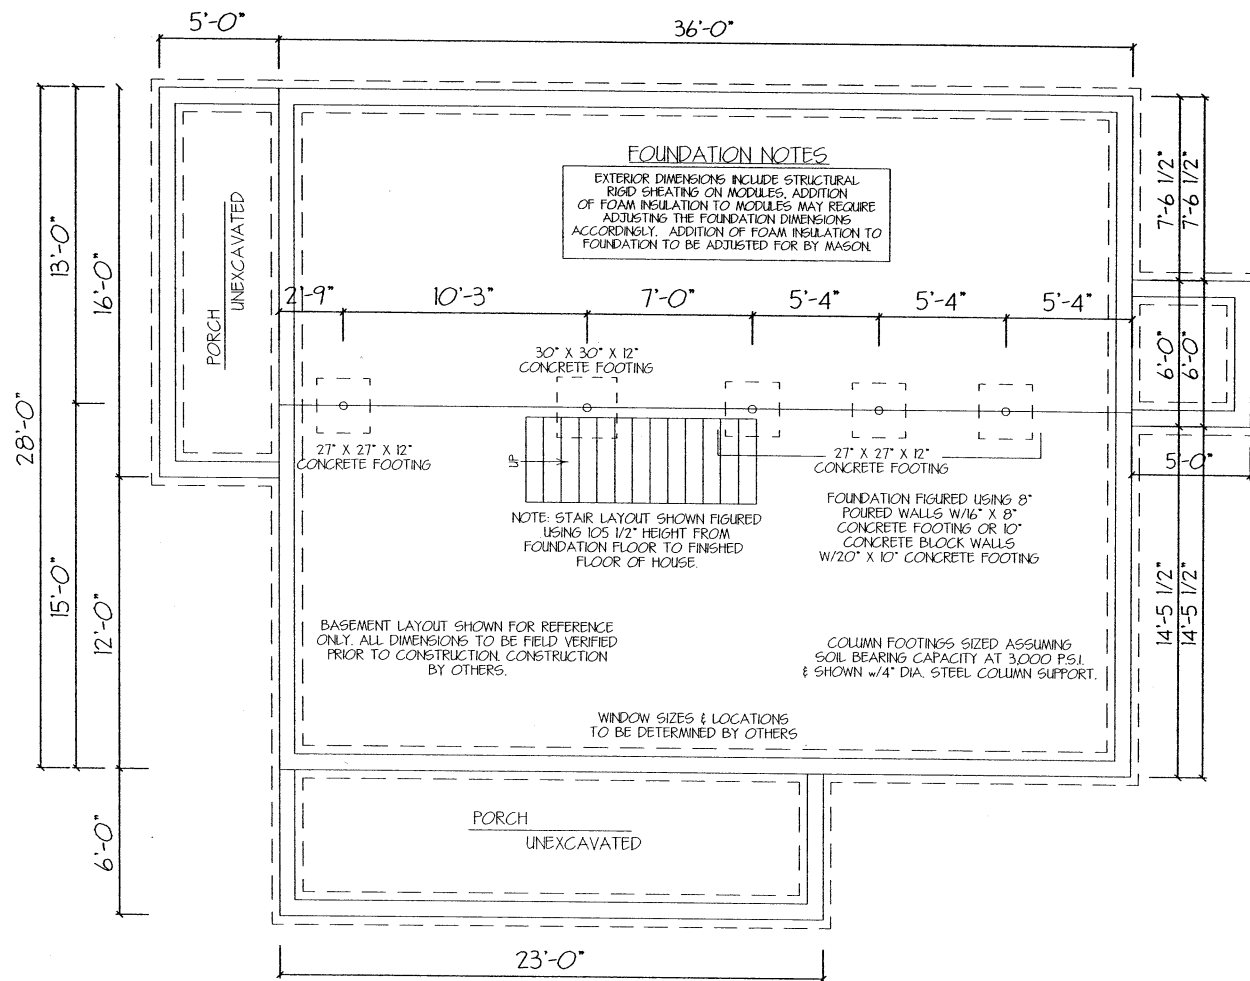 5'-0"
36'-0"
FOUNDATION NOTES
EXTERIOR DIMENSIONS INCLUDE STRUCTURAL
RIGID SHEATING ON MODULES, ADDITION
OF FOAM INSULATION TO MODULES MAY REQUIRE
ADJUSTING THE FOUNDATION DIMENSIONS
ACCORDINGLY. ADDITION OF FOAM INSULATION TO
FOUNDATION TO BE ADJUSTED FOR BY MASON.
28'-0"
13'-0"
15'-0"
16'-0"
12'-0"
6'-0"
PORCH
UNEXCAVATED
2'-9"
10'-3"
7'-0"
5'-4"
5'-4"
5'-4"
7'-6 1/2"
7'-6 1/2"
6'-0"
6'-0"
14'-5 1/2"
14'-5 1/2"
5'-0"
30" X 30" X 12"
CONCRETE FOOTING
27" X 27" X 12"
CONCRETE FOOTING
UP
27" X 27" X 12"
CONCRETE FOOTING
NOTE: STAIR LAYOUT SHOWN FIGURED
USING 105 1/2" HEIGHT FROM
FOUNDATION FLOOR TO FINISHED
FLOOR OF HOUSE.
FOUNDATION FIGURED USING 8"
POURED WALLS W/16" X 8"
CONCRETE FOOTING OR 10"
CONCRETE BLOCK WALLS
W/20" X 10" CONCRETE FOOTING
BASEMENT LAYOUT SHOWN FOR REFERENCE
ONLY. ALL DIMENSIONS TO BE FIELD VERIFIED
PRIOR TO CONSTRUCTION. CONSTRUCTION
BY OTHERS.
COLUMN FOOTINGS SIZED ASSUMING
SOIL BEARING CAPACITY AT 3,000 P.S.I.
& SHOWN w/4" DIA. STEEL COLUMN SUPPORT.
WINDOW SIZES & LOCATIONS
TO BE DETERMINED BY OTHERS
PORCH
UNEXCAVATED
23'-0"